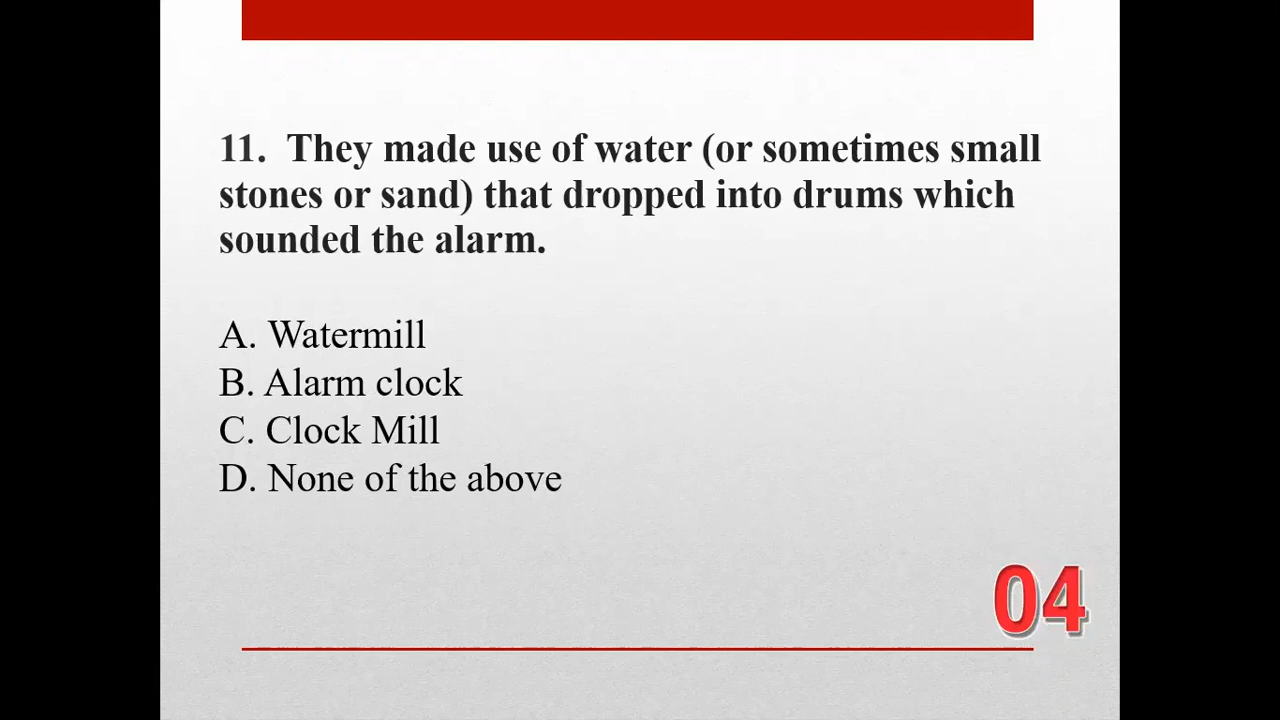 11.  They made use of water (or sometimes small
stones or sand) that dropped into drums which
sounded the alarm.
A. Watermill
B. Alarm clock
C. Clock Mill
D. None of the above
04